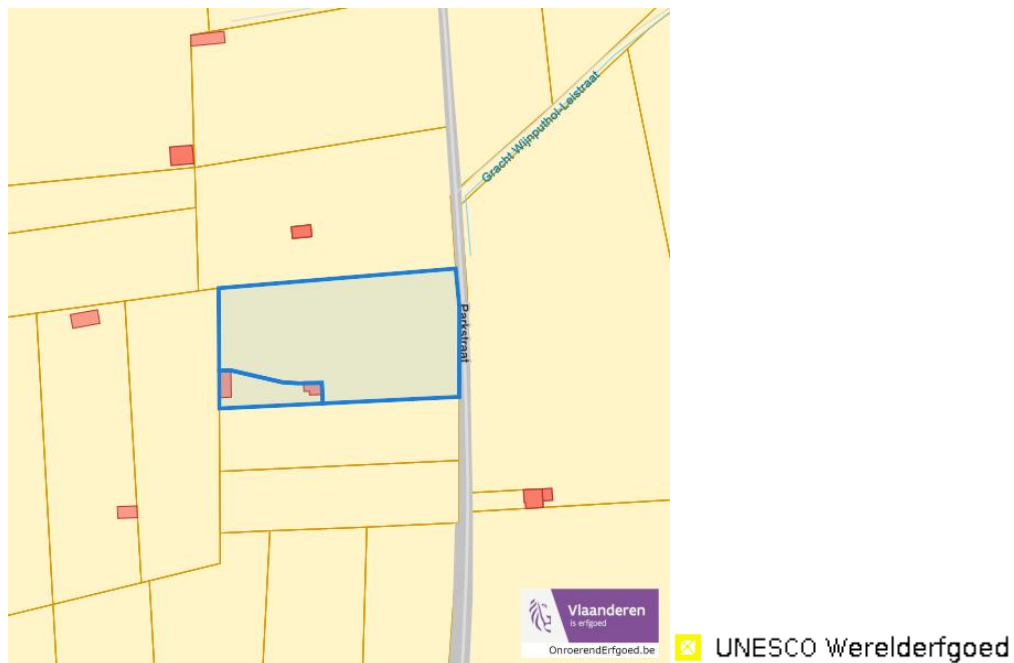 Gracht Wijnputhol-Leistraat
Parkstraat
Vlaanderen
is erfgoed
OnroerendErfgoed.be
UNESCO Werelderfgoed